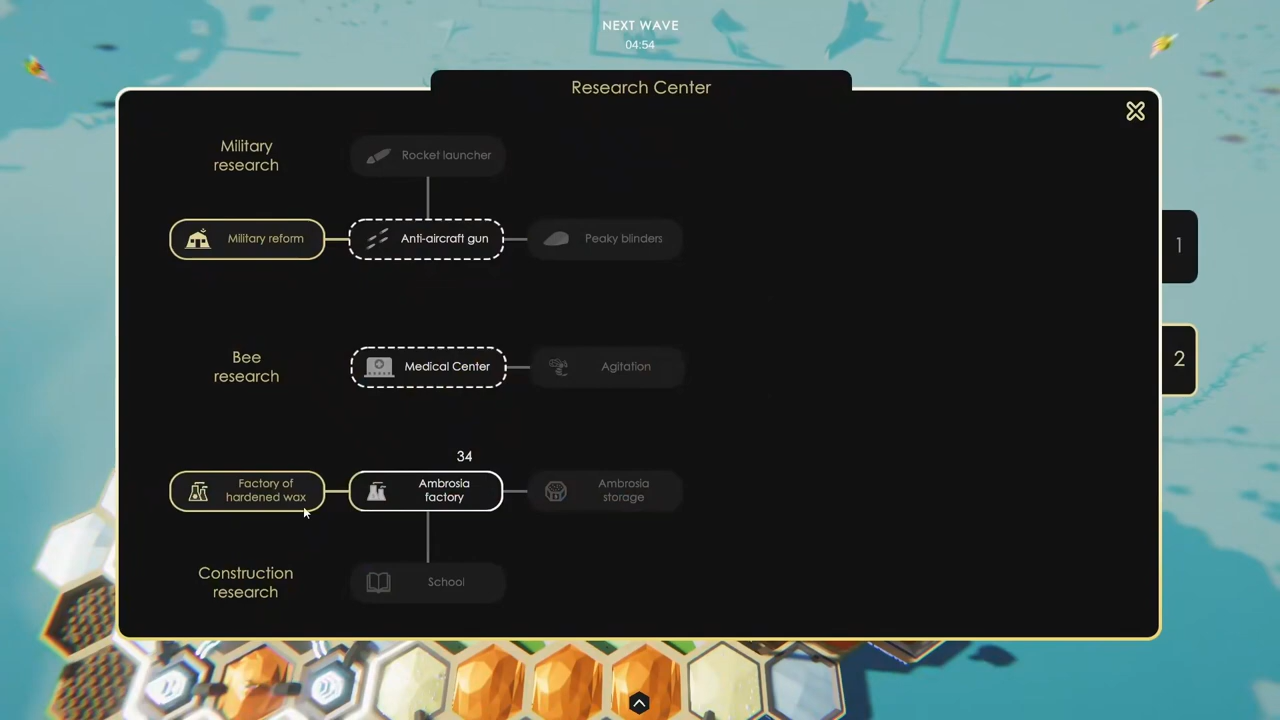 NEXT WAVE
04:54
Research Center
Military
research
Rocket launcher
Military reform
Anti-aircraft gun
Peaky blinders
1
Bee
research
Medical Center
Agitation
2
34
Factory of
hardened wax
Ambrosia
factory
Ambrosia
storage
Construction
research
School